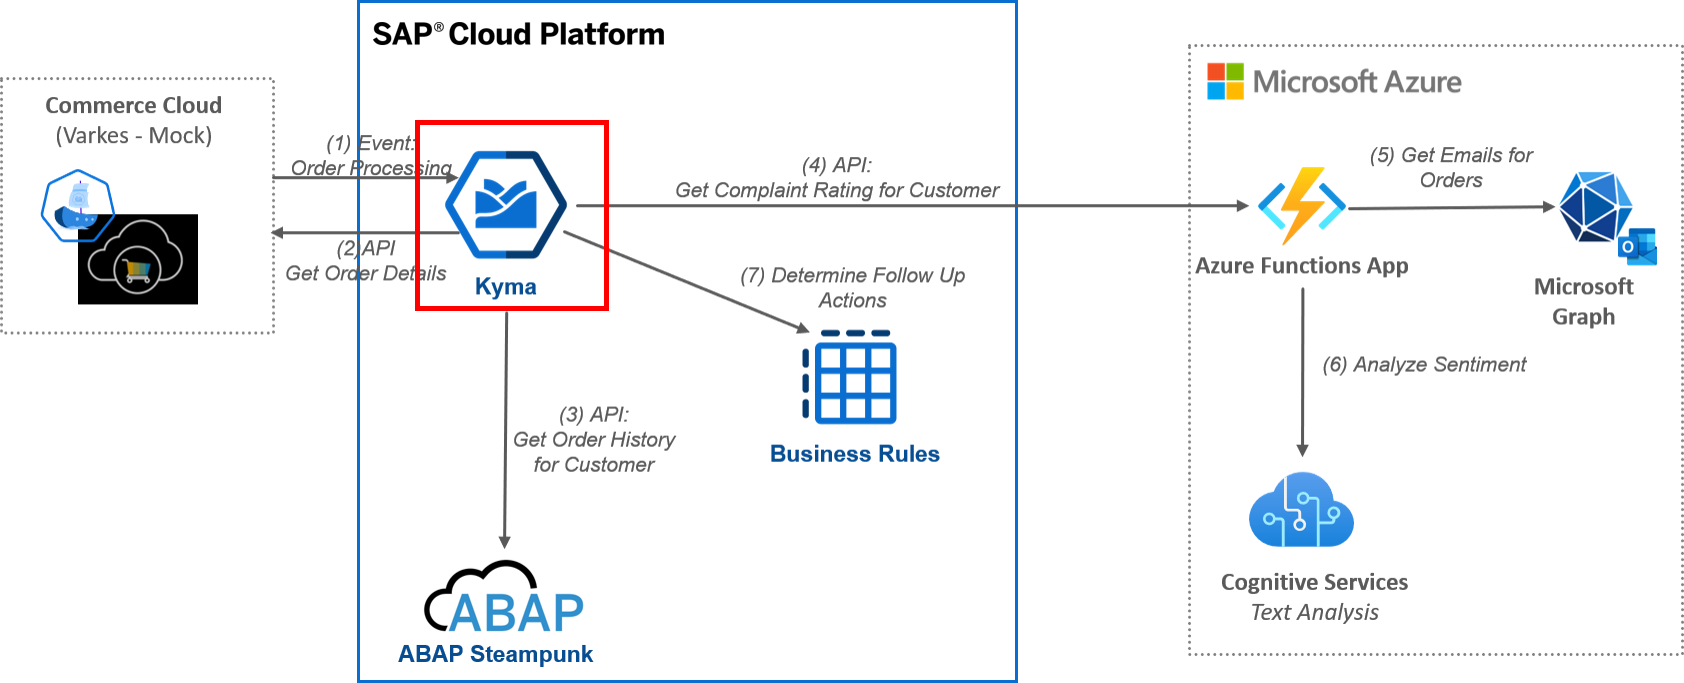 SAP® Cloud Platform
Microsoft Azure
Commerce Cloud
(Varkes - Mock)
(1) Event:
Order Processing
(2)API
Get Order Details
Kyma
(3) API:
Get Order History
for Customer
ABAP
ABAP Steampunk
(4) API:
Get Complaint Rating for Customer
(7) Determine Follow Up
Actions
Business Rules
Azure Functions App
(5) Get Emails for
Orders
Microsoft
Graph
(6) Analyze Sentiment
Cognitive Services
Text Analysis